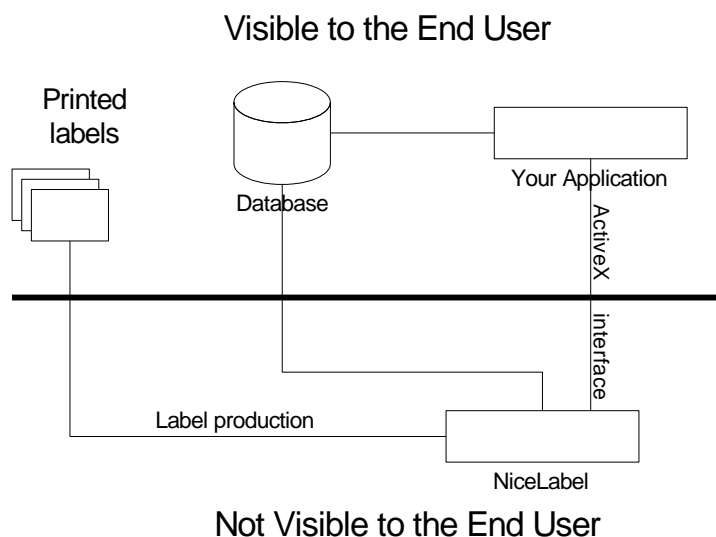 Visible to the End User
Printed
labels
Database
Your Application
ActiveX
interface
Label production
NiceLabel
Not Visible to the End User